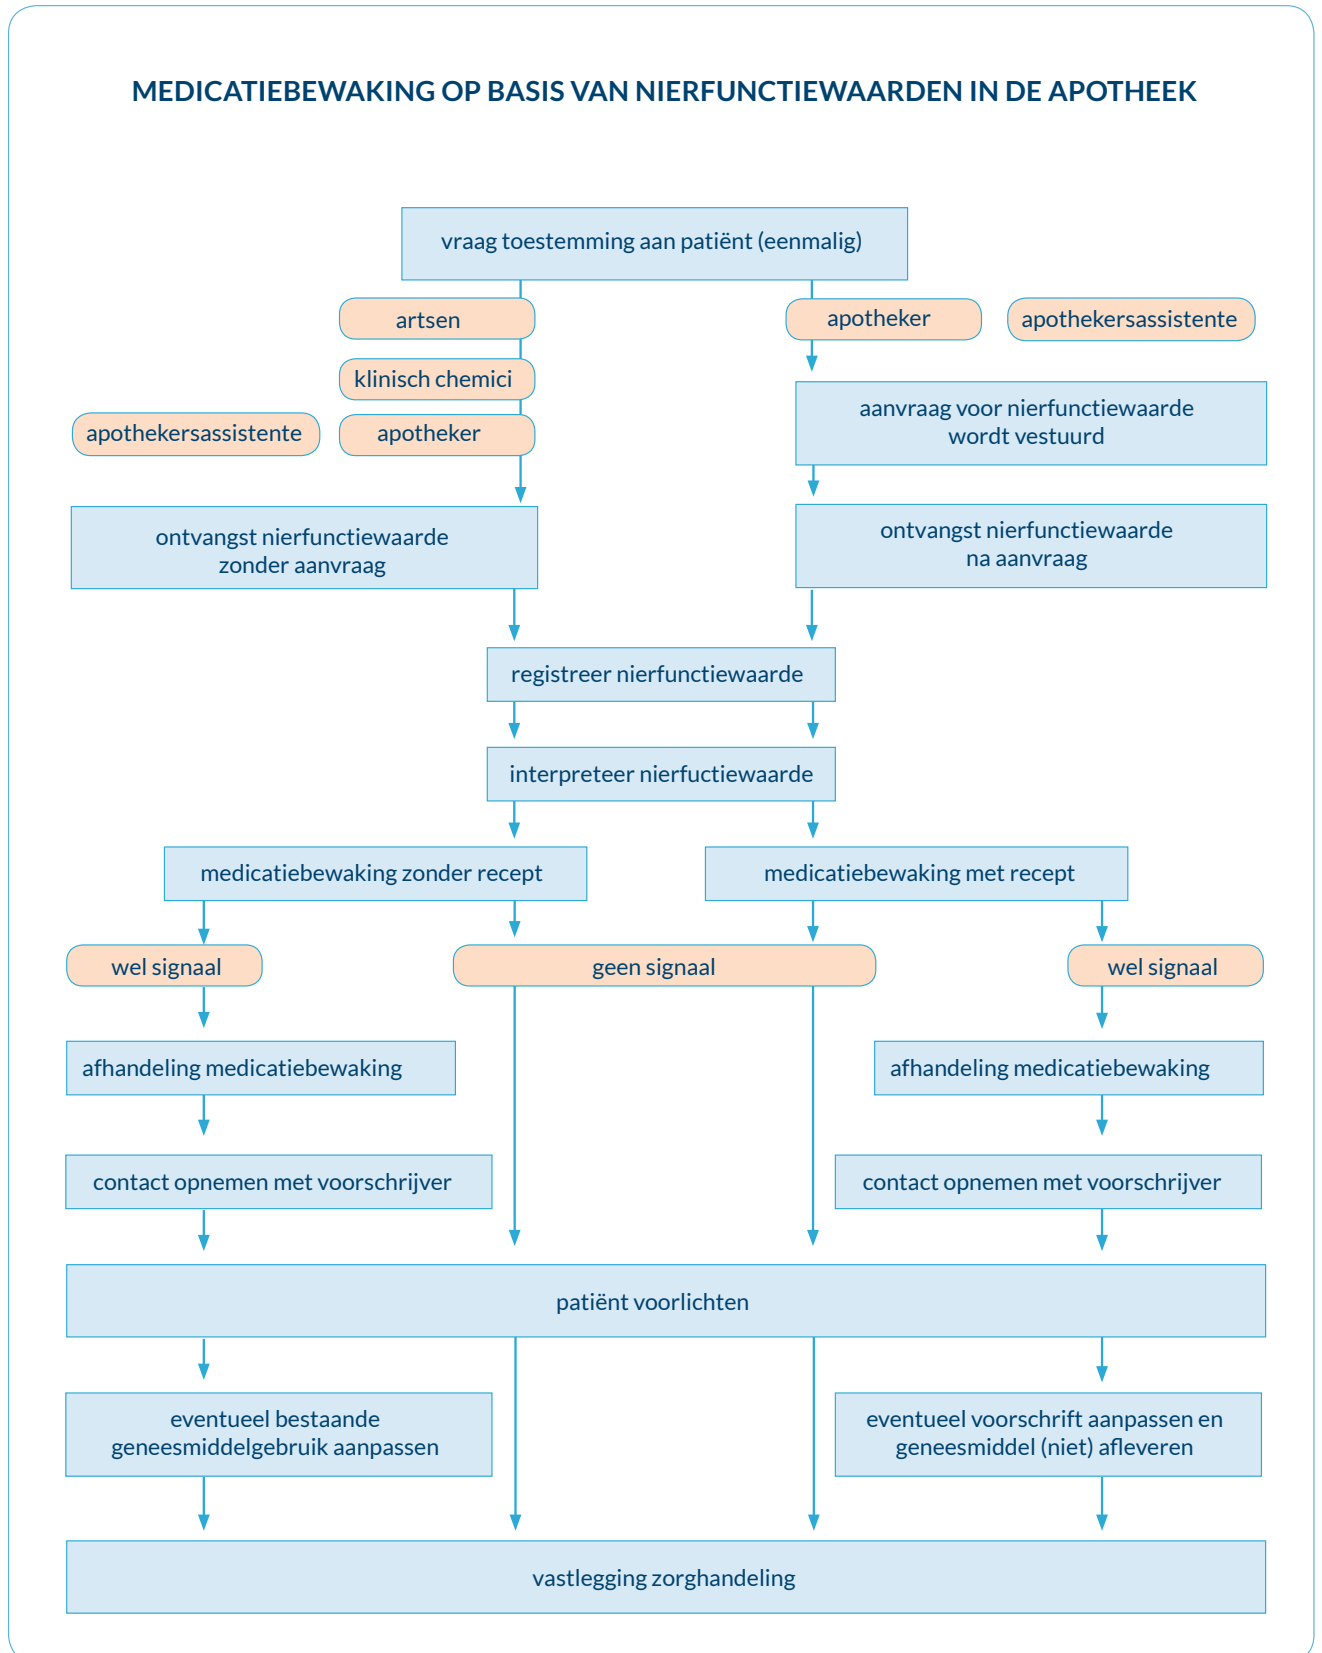 MEDICATIEBEWAKING OP BASIS VAN NIERFUNCTIEWAARDEN IN DE APOTHEEK
vraag toestemming aan patiënt (eenmalig)
artsen
apotheker
apothekersassistente
klinisch chemici
apothekersassistente
apotheker
aanvraag voor nierfunctiewaarde
wordt vestuurd
ontvangst nierfunctiewaarde
zonder aanvraag
ontvangst nierfunctiewaarde
na aanvraag
registreer nierfunctiewaarde
interpreteer nierfuctiewaarde
medicatiebewaking zonder recept
medicatiebewaking met recept
wel signaal
geen signaal
wel signaal
afhandeling medicatiebewaking
afhandeling medicatiebewaking
contact opnemen met voorschrijver
contact opnemen met voorschrijver
patiënt voorlichten
eventueel bestaande
geneesmiddelgebruik aanpassen
eventueel voorschrift aanpassen en
geneesmiddel (niet) afleveren
vastlegging zorghandeling